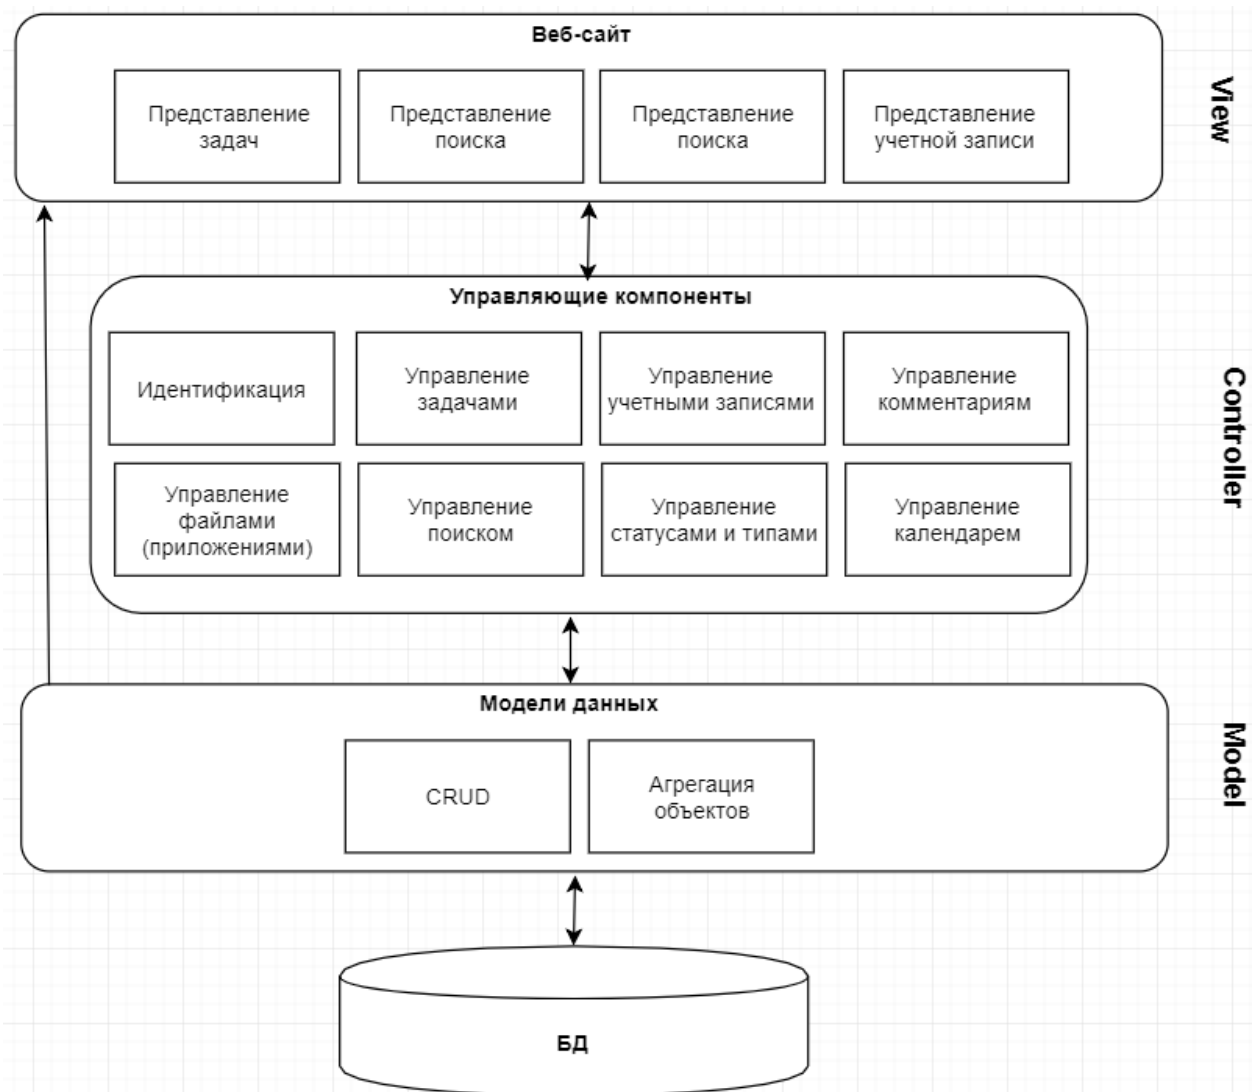 Веб-сайт
View
Представление
задач
Представление
поиска
Представление
поиска
Представление
учетной записи
Управляющие компоненты
Controller
Идентификация
Управление
задачами
Управление
учетными записями
Управление
комментариям
Управление
файлами
(приложениями)
Управление
поиском
Управление
статусами и типами
Управление
календарем
Модели данных
Model
CRUD
Агрегация
объектов
БД